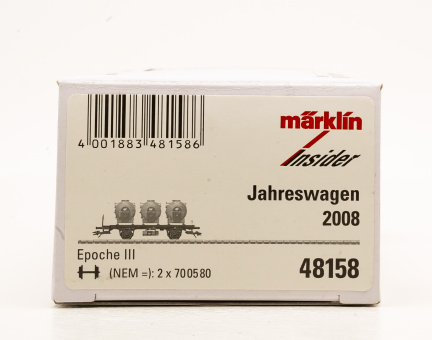 4 001883 481586
märklin
Insider
Jahreswagen
2008
Epoche III
(NEM =): 2 x 700580
48158